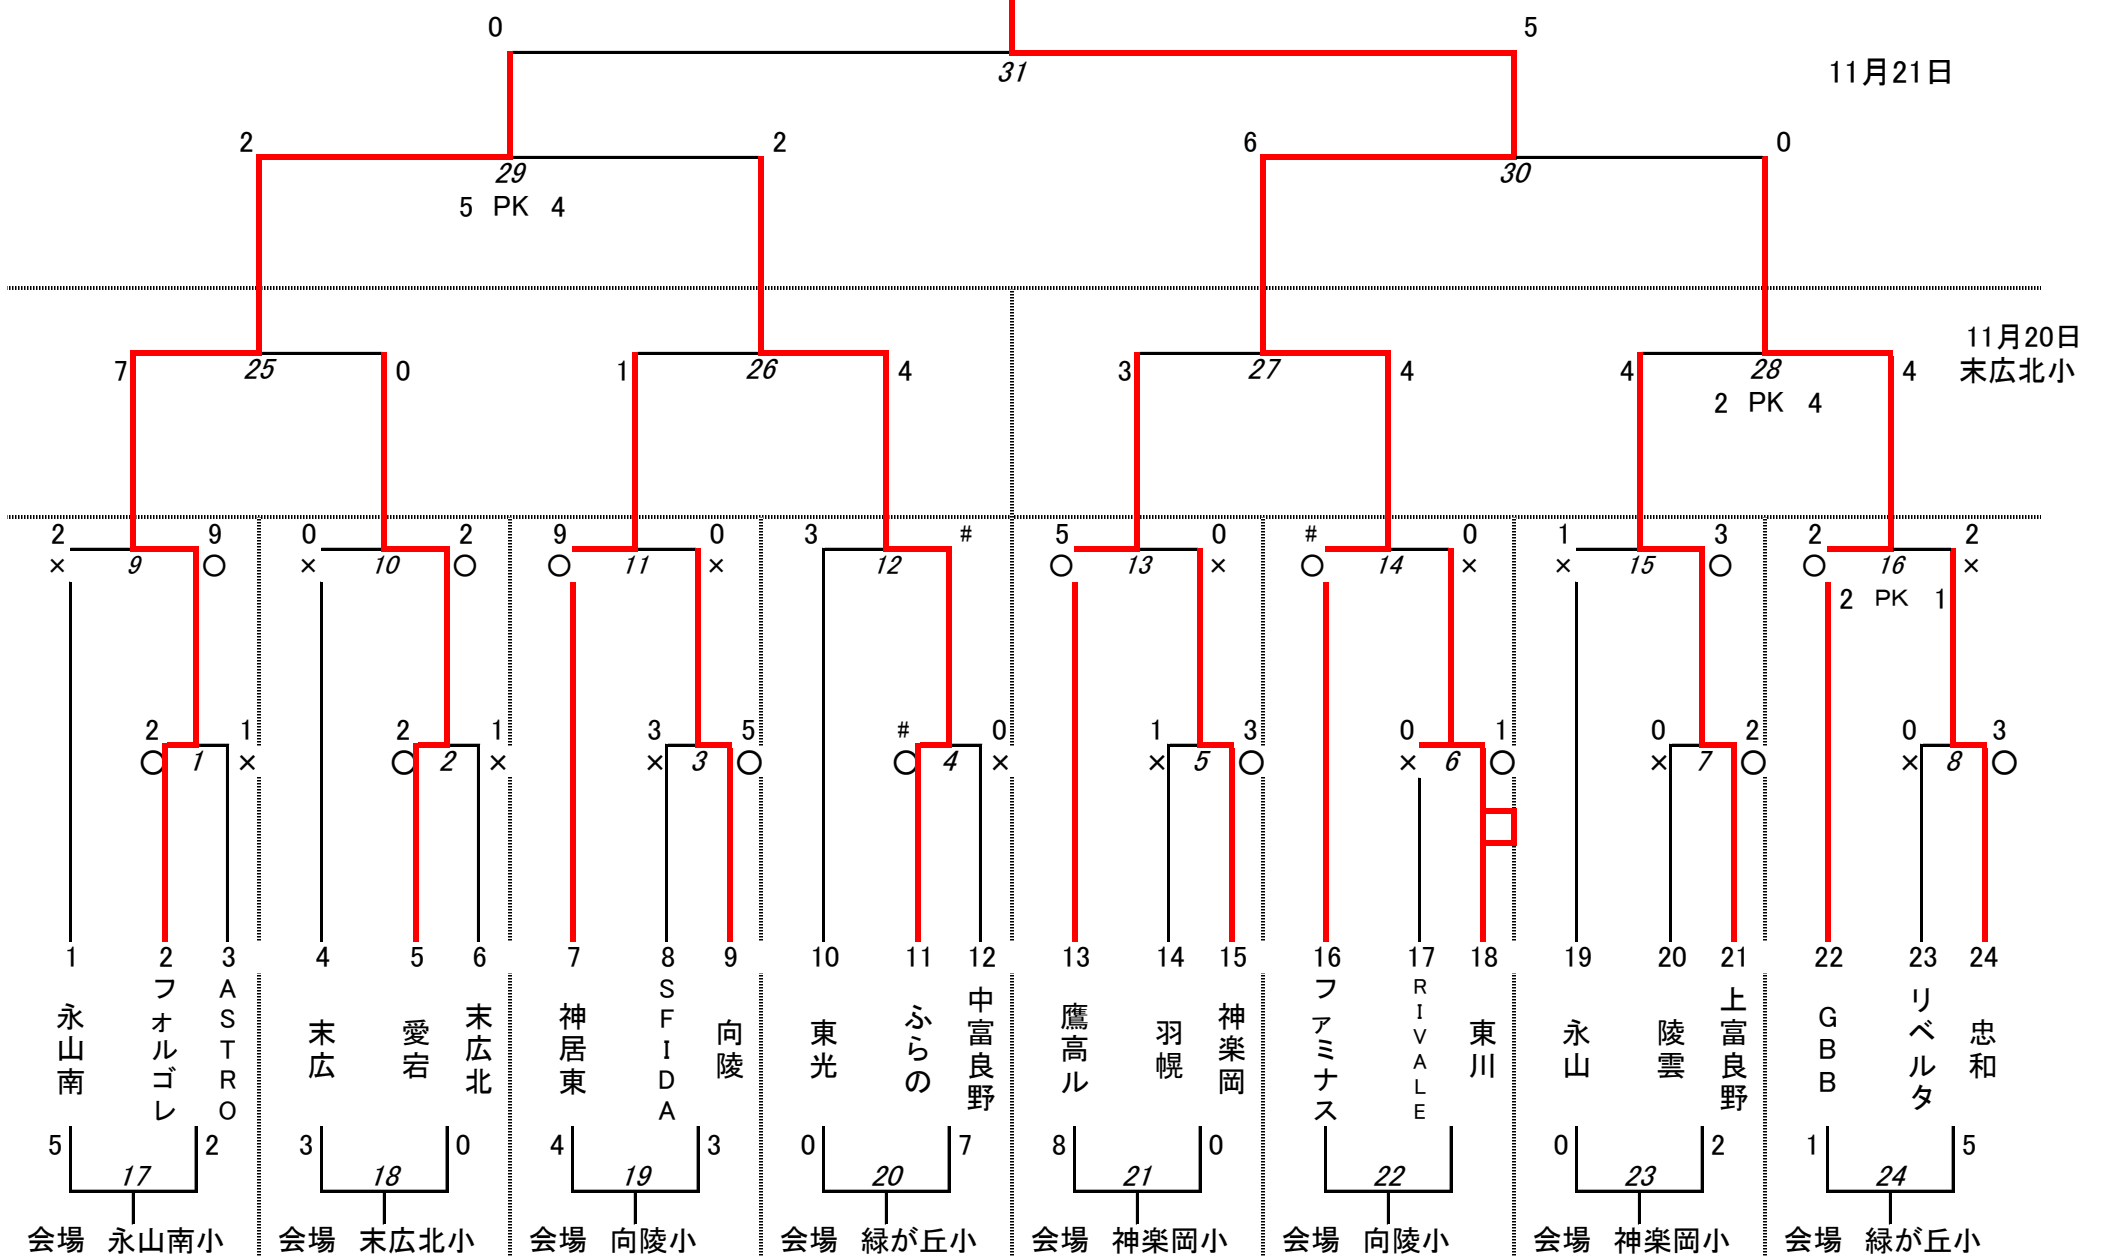 0 5
31
11月21日
2 2 6 0
29 30
5 PK 4
11月20日
7 25 0 1 26 4 3 27 4 4 28 4 末広北小
2 PK 4
2 9 0 2 9 0 3 # 5 0 # 0 1 3 2 2
× 9 ○ × 10 ○ ○ 11 × 12 ○ 13 × ○ 14 × × 15 ○ ○ 16 ×
2 PK 1
2 1 2 1 3 5 # 0 1 3 0 1 0 2 0 3
○ 1 × ○ 2 × × 3 ○ ○ 4 × × 5 ○ × 6 ○ × 7 ○ × 8 ○
1 2 3 4 5 6 7 8 9 10 11 12 13 14 15 16 17 18 19 20 21 22 23 24
永山南
フォルゴレ
ASTRO
末広
愛宕
末広北
神居東
SFIDA
向陵
東光
ふらの
中富良野
鷹高ル
羽幌
神楽岡
ファミナス
RIVALE
東川
永山
陵雲
上富良野
GBB
リベルタ
忠和
5 2 3 0 4 3 0 7 8 0 0 2 1 5
17 18 19 20 21 22 23 24
会場 永山南小 会場 末広北小 会場 向陵小 会場 緑が丘小 会場 神楽岡小 会場 向陵小 会場 神楽岡小 会場 緑が丘小